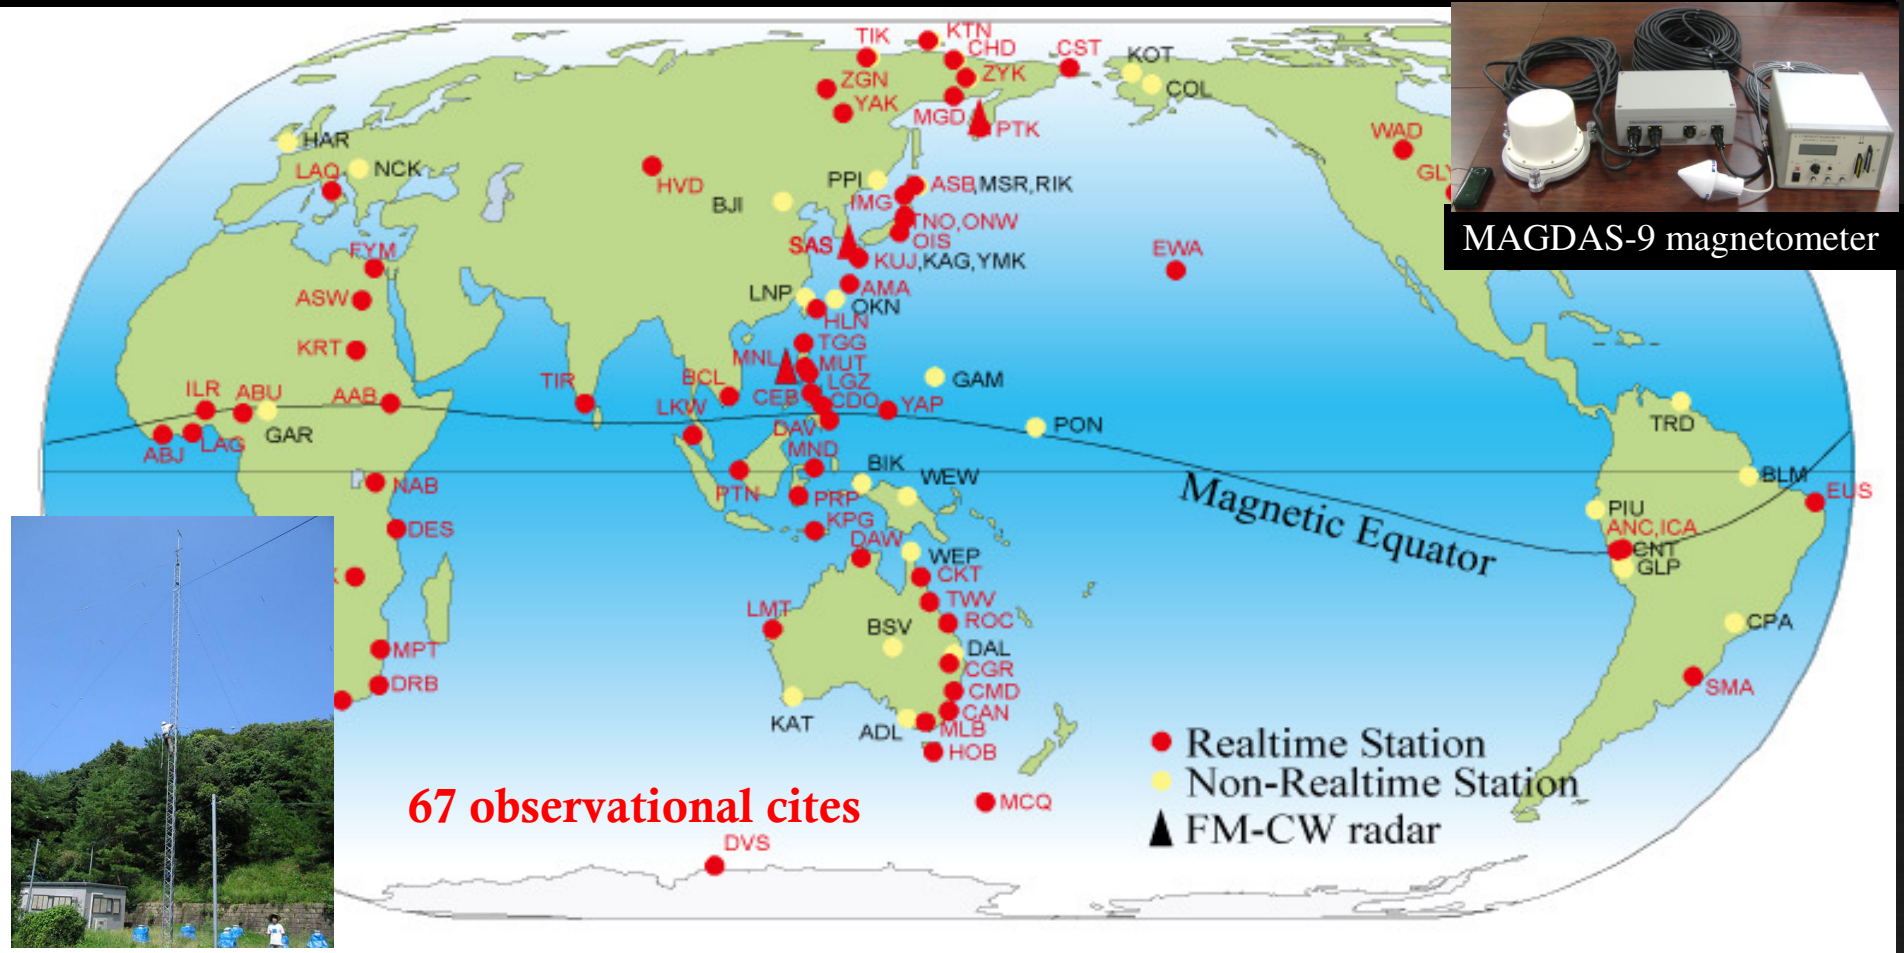 KTN
TIK
CHD
CST
KOT
ZGN
ZYK
COL
YAK
MGD
PTK
WAD
HAR
LAQ
NCK
HVD
PPI
ASB,MSR,RIK
GLY
IMG
BJI
TNO,ONW
OIS
SAS
MAGDAS-9 magnetometer
FYM
KUJ,KAG,YMK
EWA
ASW
LNP
AMA
OKN
HLN
KRT
TGG
MNL
MUT
TIR
BCL
LGZ
GAM
ILR
ABU
AAB
CEB
CDO
YAP
LKW
TRD
GAR
DAV
PON
ABJ
LAG
MND
BIK
WEW
BLM
NAB
PTN
PRP
EUS
Magnetic Equator
PIU
KPG
DES
ANC,ICA
DAW
WEP
CNT
GLP
CKT
TWV
LMT
ROC
BSV
CPA
MPT
DAL
CGR
DRB
CMD
SMA
CAN
KAT
ADL
MLB
HOB
Realtime Station
Non-Realtime Station
FM-CW radar
67 observational cites
MCQ
DVS